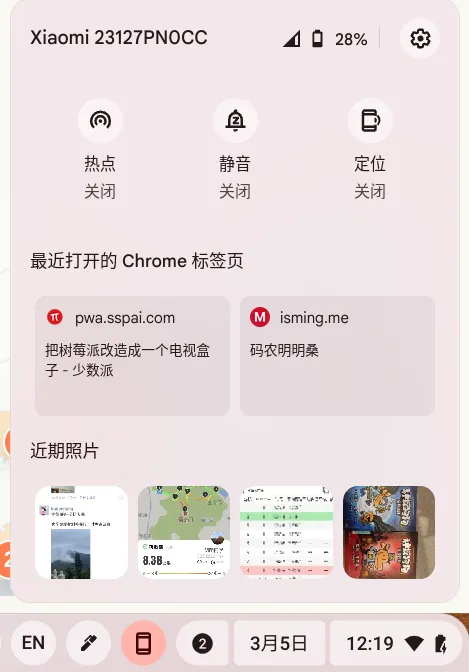 Xiaomi 23127PN0CC
28%
热点
静音
定位
关闭
关闭
关闭
最近打开的 Chrome 标签页
π
pwa.sspai.com
M
isming.me
把树莓派改造成一个电视盒
子 - 少数派
码农明明桑
近期照片
EN
2
3月5日
12:19